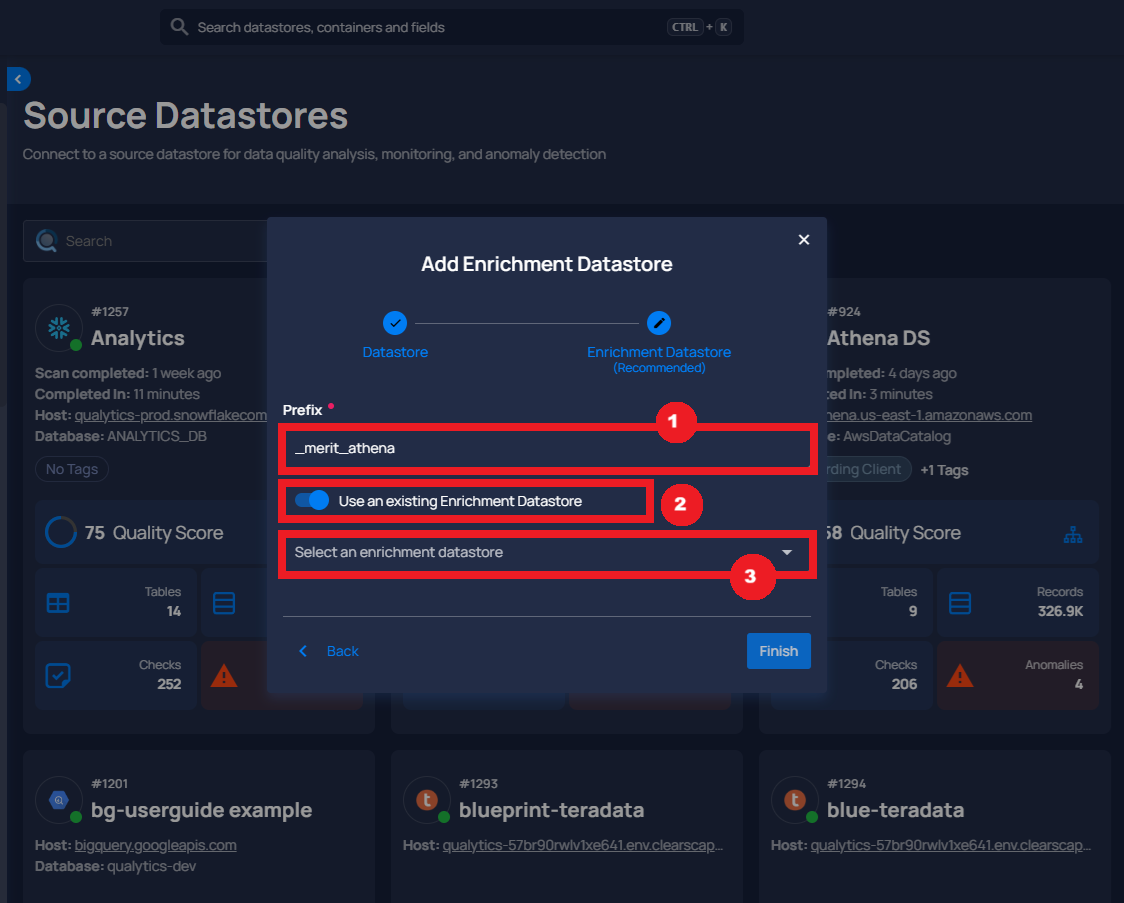 Search datastores, containers and fields
CTRL + K
Source Datastores
Connect to a source datastore for data quality analysis, monitoring, and anomaly detection
Search
Add Enrichment Datastore
Datastore
Enrichment Datastore
(Recommended)
Prefix •
1
_merit_athena
Use an existing Enrichment Datastore
2
Select an enrichment datastore
3
Back
Finish
#1257
Analytics
Scan completed: 1 week ago
Completed In: 11 minutes
Host: qualytics-prod.snowflakecom
Database: ANALYTICS_DB
No Tags
75 Quality Score
Tables
14
Checks
252
#924
Athena DS
mpleted: 4 days ago
ed In: 3 minutes
hena.us-east-1.amazonaws.com
e: AwsDataCatalog
rding Client +1 Tags
58 Quality Score
Tables
9
Records
326.9K
Checks
206
Anomalies
4
#1201
bg-userguide example
Host: bigquery.googleapis.com
Database: qualytics-dev
#1293
blueprint-teradata
Host: qualytics-57br90rwlv1xe641.env.clearscap...
#1294
blue-teradata
Host: qualytics-57br90rwlv1xe641.env.clearscap...